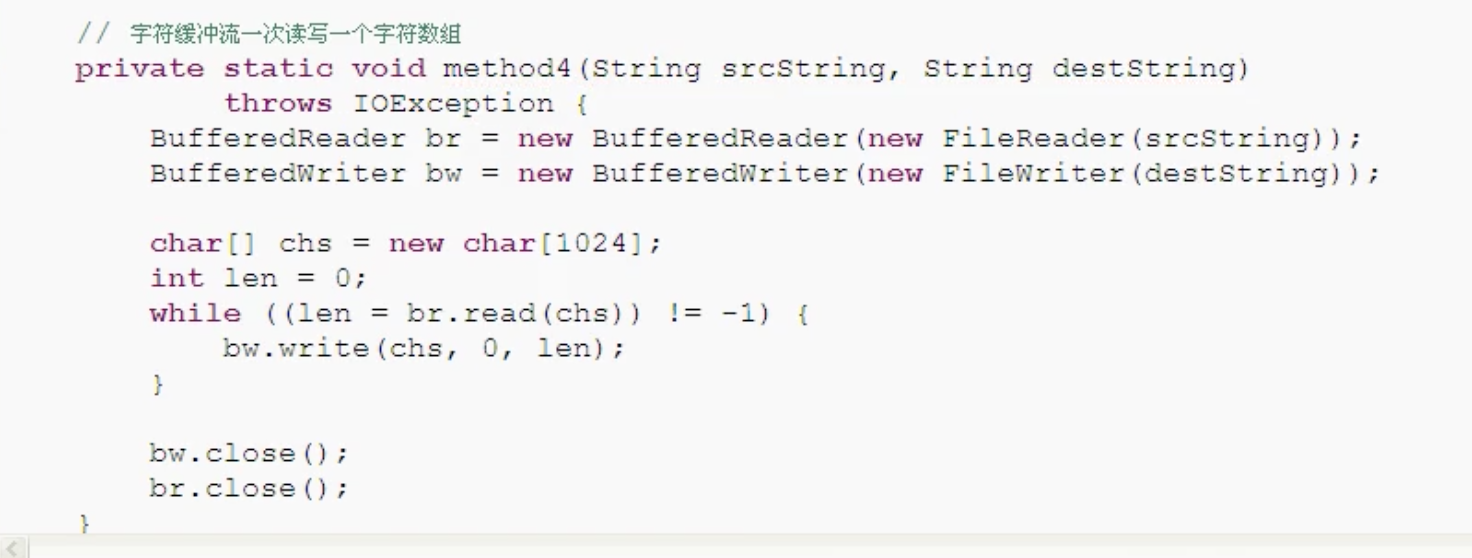 // 字符缓冲流一次读写一个字符数组
private static void method4(String srcString, String destString)
throws IOException {
BufferedReader br = new BufferedReader(new FileReader(srcString));
BufferedWriter bw = new BufferedWriter(new FileWriter(destString));
char[] chs = new char[1024];
int len = 0;
while ((len = br.read(chs)) != -1) {
bw.write(chs, 0, len);
}
bw.close();
br.close();
}